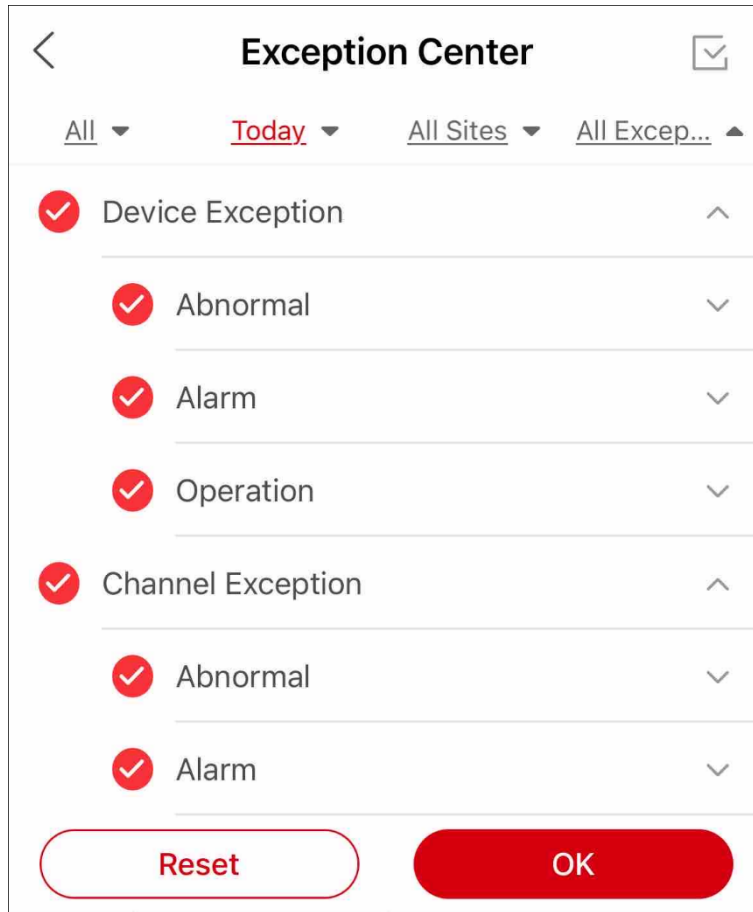 Exception Center
All Today All Sites All Excep...
Device Exception
Abnormal
Alarm
Operation
Channel Exception
Abnormal
Alarm
Reset OK